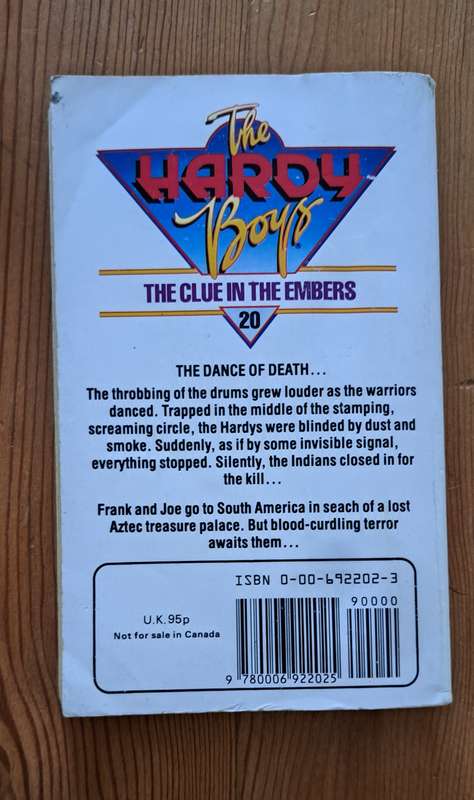 The
HARDY
Boys
THE CLUE IN THE EMBERS
20
THE DANCE OF DEATH...
The throbbing of the drums grew louder as the warriors
danced. Trapped in the middle of the stamping,
screaming circle, the Hardys were blinded by dust and
smoke. Suddenly, as if by some invisible signal,
everything stopped. Silently, the Indians closed in for
the kill...
Frank and Joe go to South America in seach of a lost
Aztec treasure palace. But blood-curdling terror
awaits them...
ISBN 0-00-692202-3
90000
U.K. 95p
Not for sale in Canada
9 780006 922025